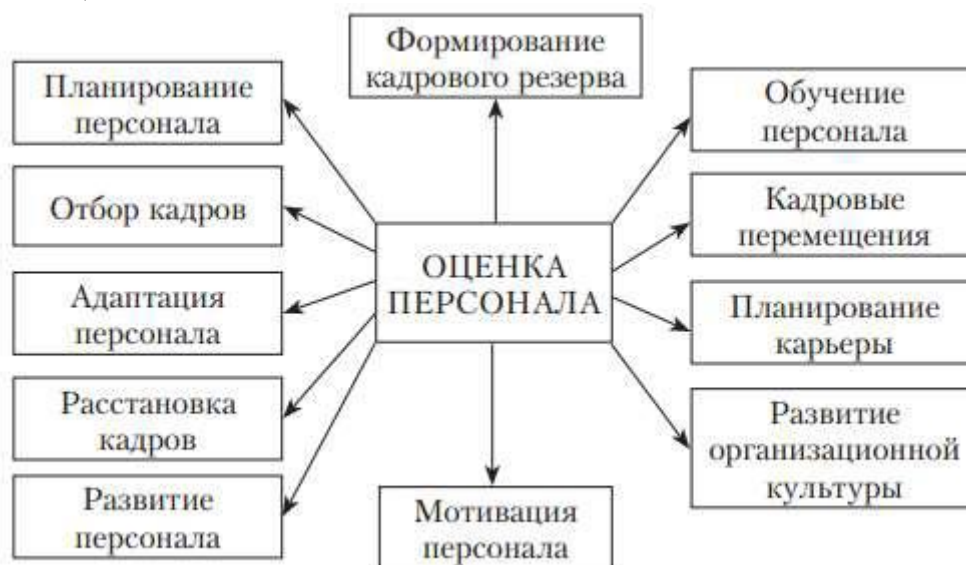 Формирование
кадрового резерва
Планирование
персонала
Обучение
персонала
Отбор кадров
Кадровые
перемещения
ОЦЕНКА
ПЕРСОНАЛА
Адаптация
персонала
Планирование
карьеры
Расстановка
кадров
Развитие
организационной
культуры
Развитие
персонала
Мотивация
персонала